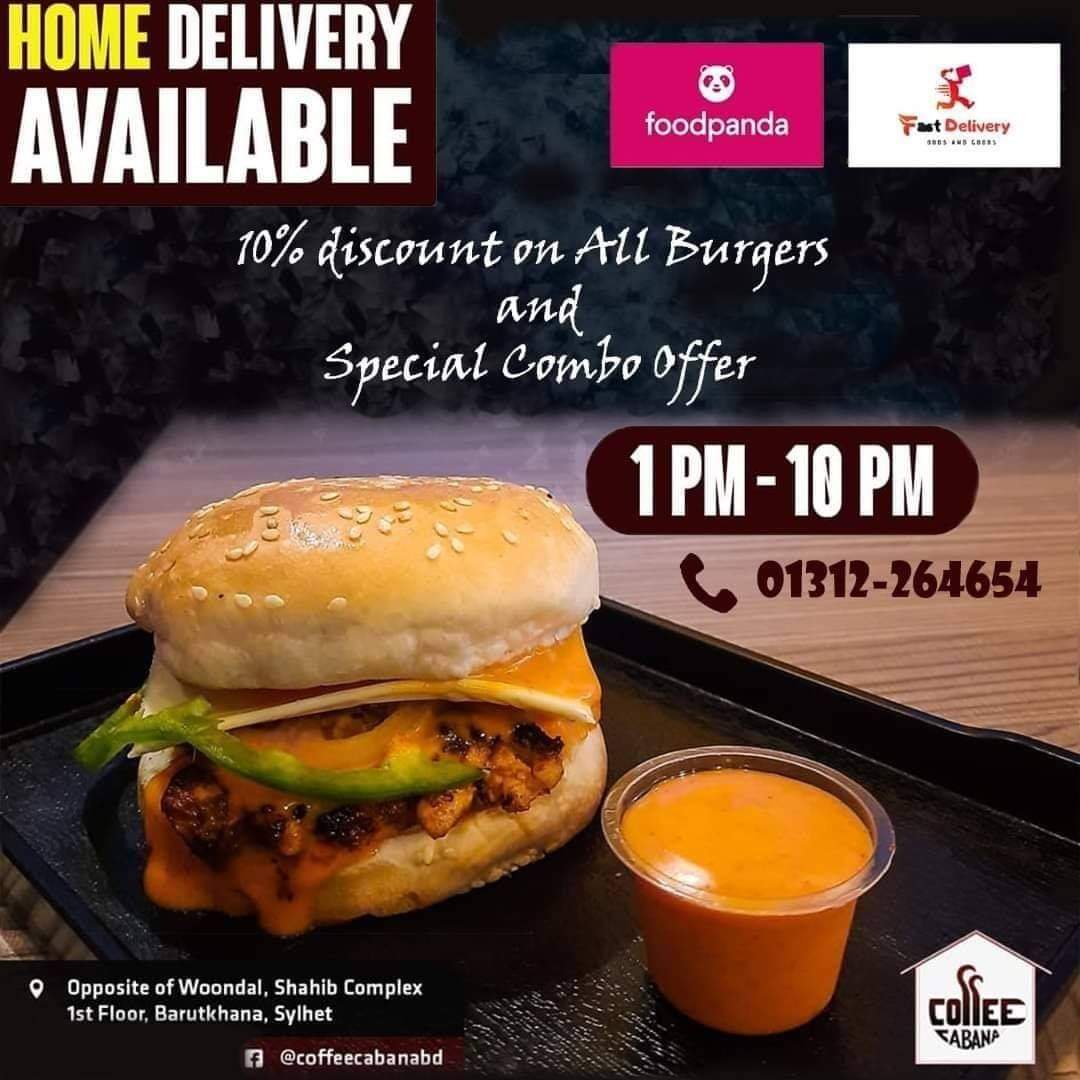 HOME DELIVERY
AVAILABLE
foodpanda
Fast Delivery
10% discount on All Burgers
and
Special Combo Offer
1 PM - 10 PM
01312-264654
Opposite of Woondal, Shahib Complex
1st Floor, Barutkhana, Sylhet
@coffeecabanabd
COFFEE
CABANA